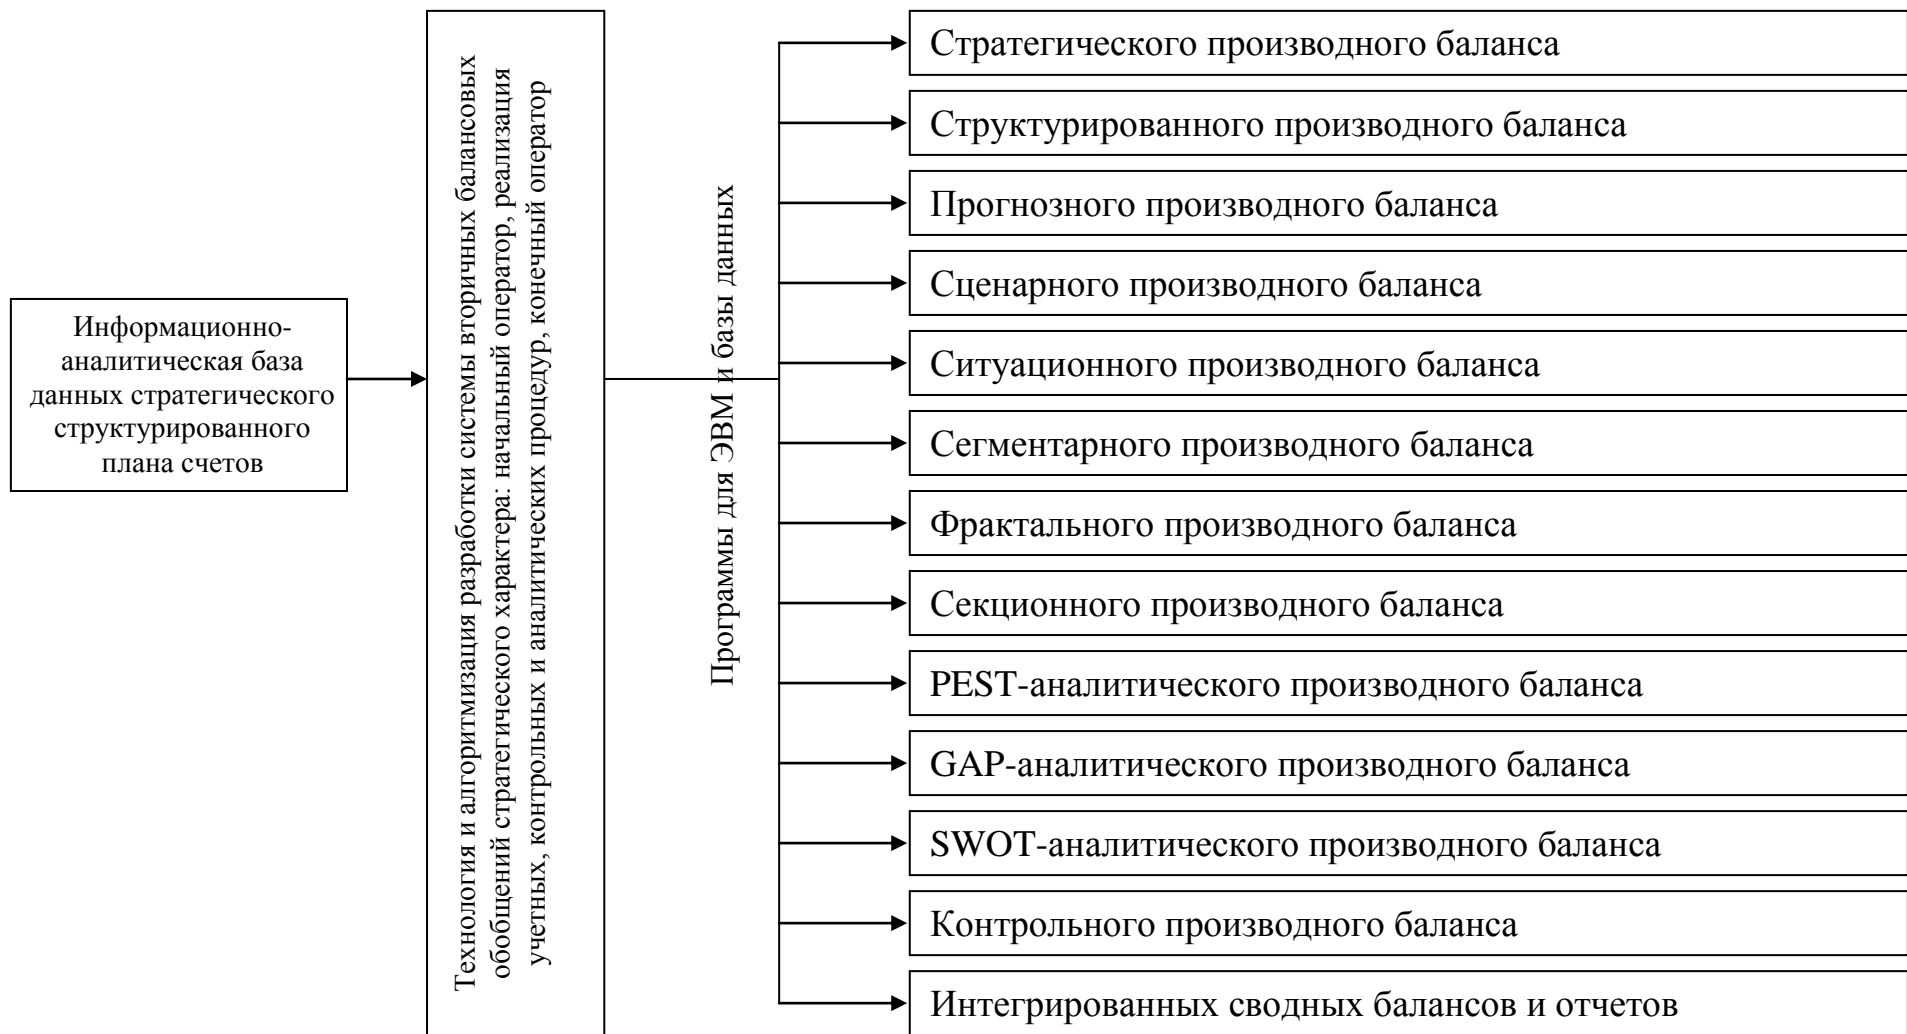 Информационно-
аналитическая база
данных стратегического
структурированного
плана счетов
Технология и алгоритмизация разработки системы вторичных балансовых
обобщений стратегического характера: начальный оператор, реализация
учетных, контрольных и аналитических процедур, конечный оператор
Программы для ЭВМ и базы данных
Стратегического производного баланса
Структурированного производного баланса
Прогнозного производного баланса
Сценарного производного баланса
Ситуационного производного баланса
Сегментарного производного баланса
Фрактального производного баланса
Секционного производного баланса
PEST-аналитического производного баланса
GAP-аналитического производного баланса
SWOT-аналитического производного баланса
Контрольного производного баланса
Интегрированных сводных балансов и отчетов